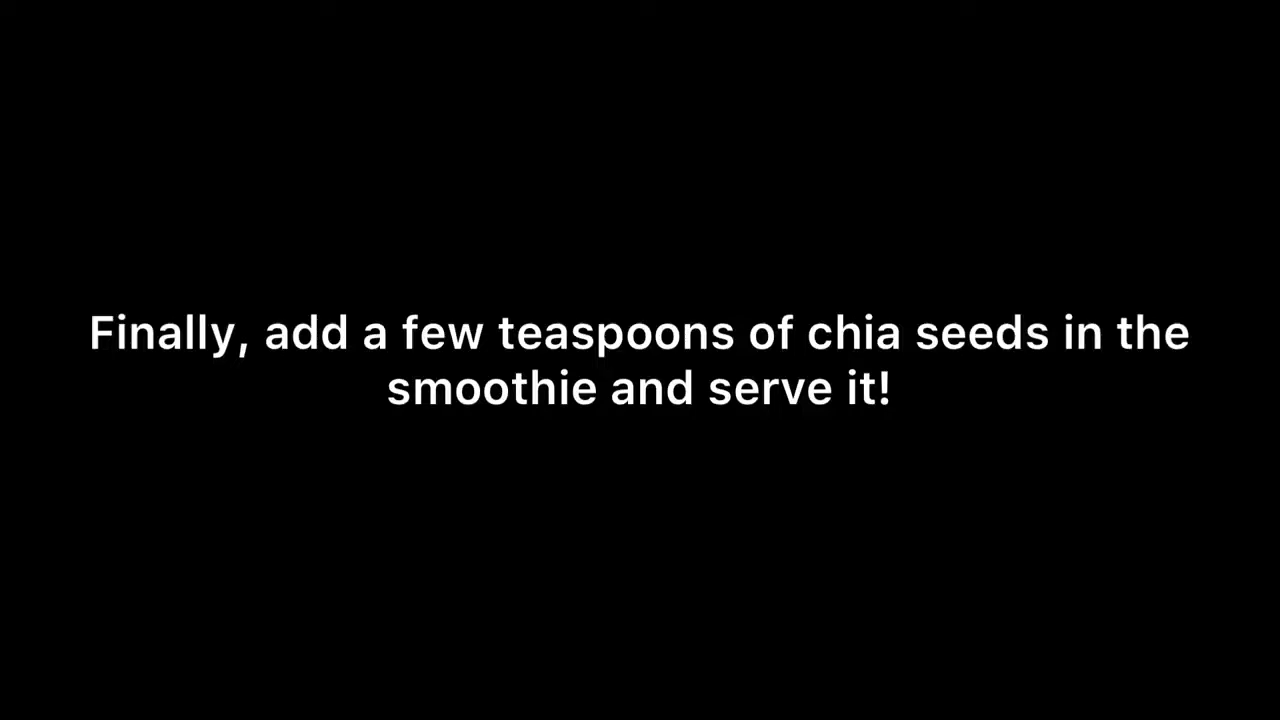 Finally, add a few teaspoons of chia seeds in the
smoothie and serve it!